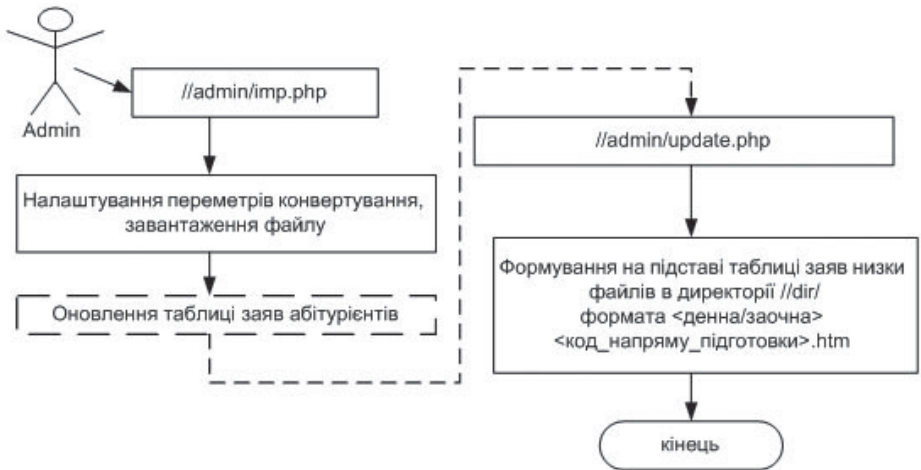 Admin
//admin/imp.php
Налаштування переметрів конвертування,
завантаження файлу
Оновлення таблиці заяв абітурієнтів
//admin/update.php
Формування на підставі таблиці заяв низки
файлів в директорії //dir/
формата <денна/заочна>
<код_напряму_підготовки>.htm
кінець